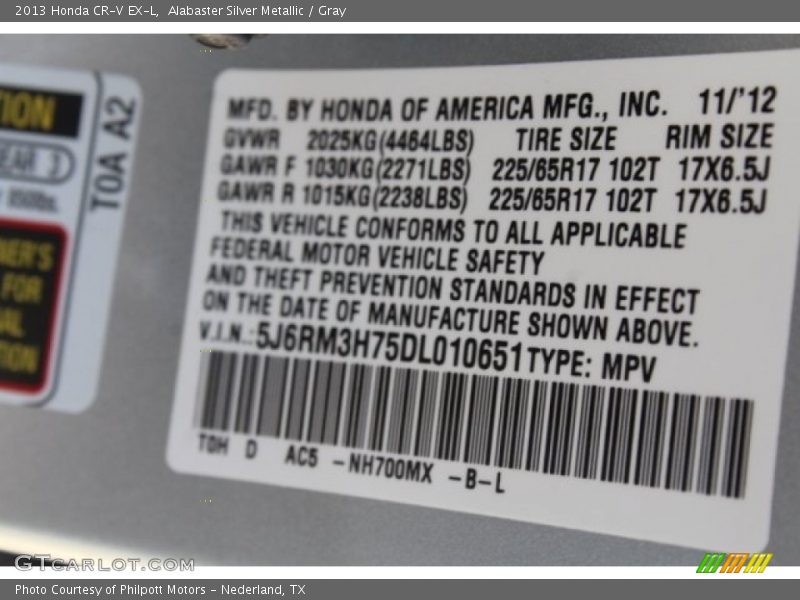 2013 Honda CR-V EX-L, Alabaster Silver Metallic / Gray
TION
T0A A2
NER'S
FOR
MFD. BY HONDA OF AMERICA MFG., INC. 11/'12
GVWR 2025KG(4464LBS) TIRE SIZE RIM SIZE
GAWR F 1030KG(2271LBS) 225/65R17 102T 17X6.5J
GAWR R 1015KG(2238LBS) 225/65R17 102T 17X6.5J
THIS VEHICLE CONFORMS TO ALL APPLICABLE
FEDERAL MOTOR VEHICLE SAFETY
AND THEFT PREVENTION STANDARDS IN EFFECT
ON THE DATE OF MANUFACTURE SHOWN ABOVE.
V.I.N.:5J6RM3H75DL010651 TYPE: MPV
T0H D AC5 -NH700MX -B-L
GTCARLOT.COM
Photo Courtesy of Philpott Motors - Nederland, TX